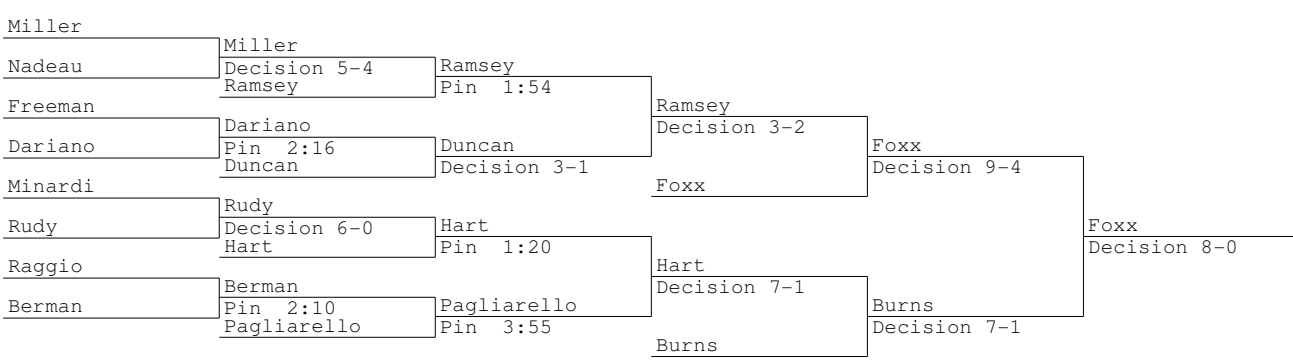 Miller
Nadeau
Freeman
Dariano
Minardi
Rudy
Raggio
Berman
Miller
Decision 5-4
Ramsey
Dariano
Pin 2:16
Duncan
Rudy
Decision 6-0
Hart
Berman
Pin 2:10
Pagliarello
Ramsey
Pin 1:54
Duncan
Decision 3-1
Hart
Pin 1:20
Pagliarello
Pin 3:55
Ramsey
Decision 3-2
Foxx
Hart
Decision 7-1
Burns
Foxx
Decision 9-4
Burns
Decision 7-1
Foxx
Decision 8-0